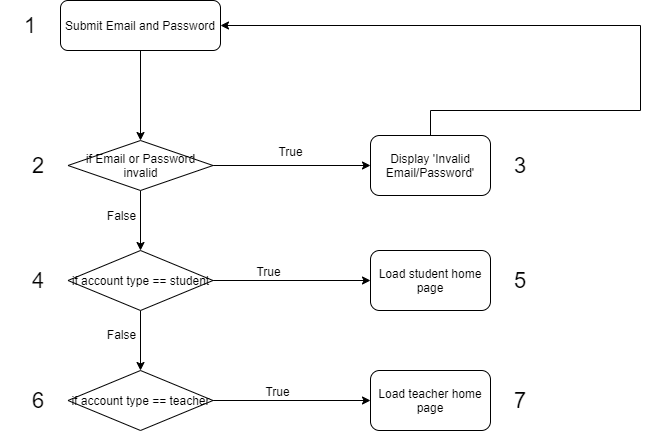 1
Submit Email and Password
2
if Email or Password
invalid
True
Display 'Invalid
Email/Password'
3
False
4
if account type == student
True
Load student home
page
5
False
6
if account type == teacher
True
Load teacher home
page
7